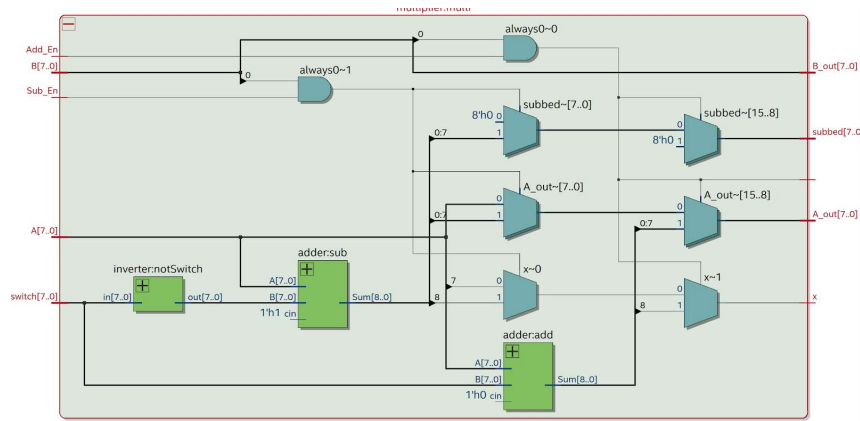 multiplier:multi
always0~0
0
Add_En
B[7..0]
B_out[7..0]
always0~1
0
Sub_En
subbed~[7..0]
subbed~[15..8]
8'h0 0
0
0:7
1
8'h0 1
subbed[7..0
A_out~[7..0]
A_out~[15..8]
0
0
0:7
1
0:7
1
A_out[7..0]
A[7..0]
adder:sub
inverter:notSwitch
x~0
x~1
A[7..0]
7
0
0
switch[7..0]
in[7..0]
out[7..0]
B[7..0]
Sum[8..0]
8
1
8
1
x
1'h1 cin
adder:add
A[7..0]
B[7..0]
Sum[8..0]
1'h0 cin